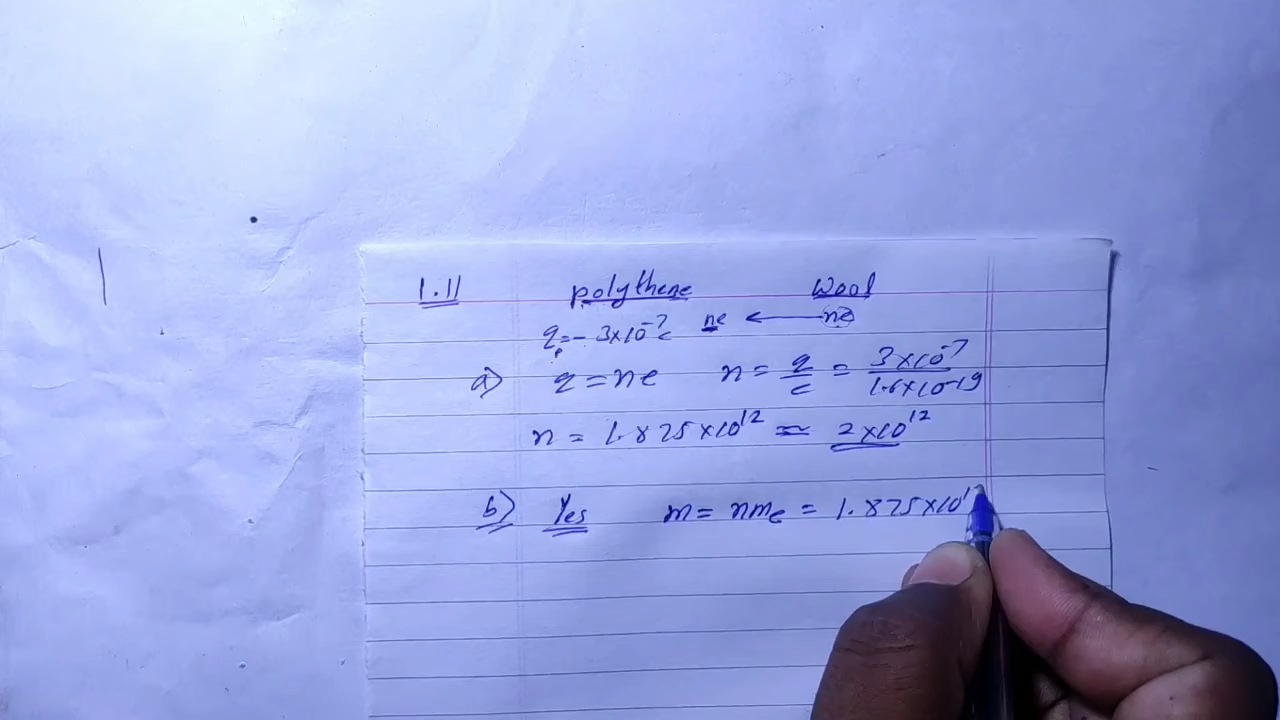 1.11 polythene Wool
q = - 3×10⁻⁷ c ne ← ne
a) q = ne n = q/e = 3×10⁻⁷/1.6×10-19
n = 1.875×10¹² ≈ 2×10¹²
b) Yes m = nmₑ = 1.875×10¹